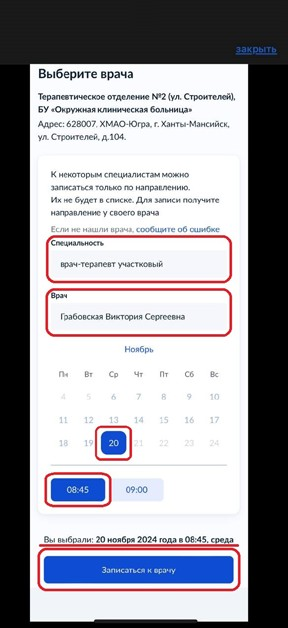 закрыть
Выберите врача
Терапевтическое отделение №2 (ул. Строителей),
БУ «Окружная клиническая больница»
Адрес: 628007, ХМАО-Югра, г. Ханты-Мансийск,
ул. Строителей, д.104.
К некоторым специалистам можно
записаться только по направлению.
Их не будет в списке. Для записи получите
направление у своего врача
Если не нашли врача, сообщите об ошибке
Специальность
врач-терапевт участковый
Врач
Грабовская Виктория Сергеевна
Ноябрь
Пн Вт Ср Чт Пт Сб Вс
4 5 6 7 8 9 10
11 12 13 14 15 16 17
18 19 20 21 22 23 24
08:45 09:00
Вы выбрали: 20 ноября 2024 года в 08:45, среда
Записаться к врачу